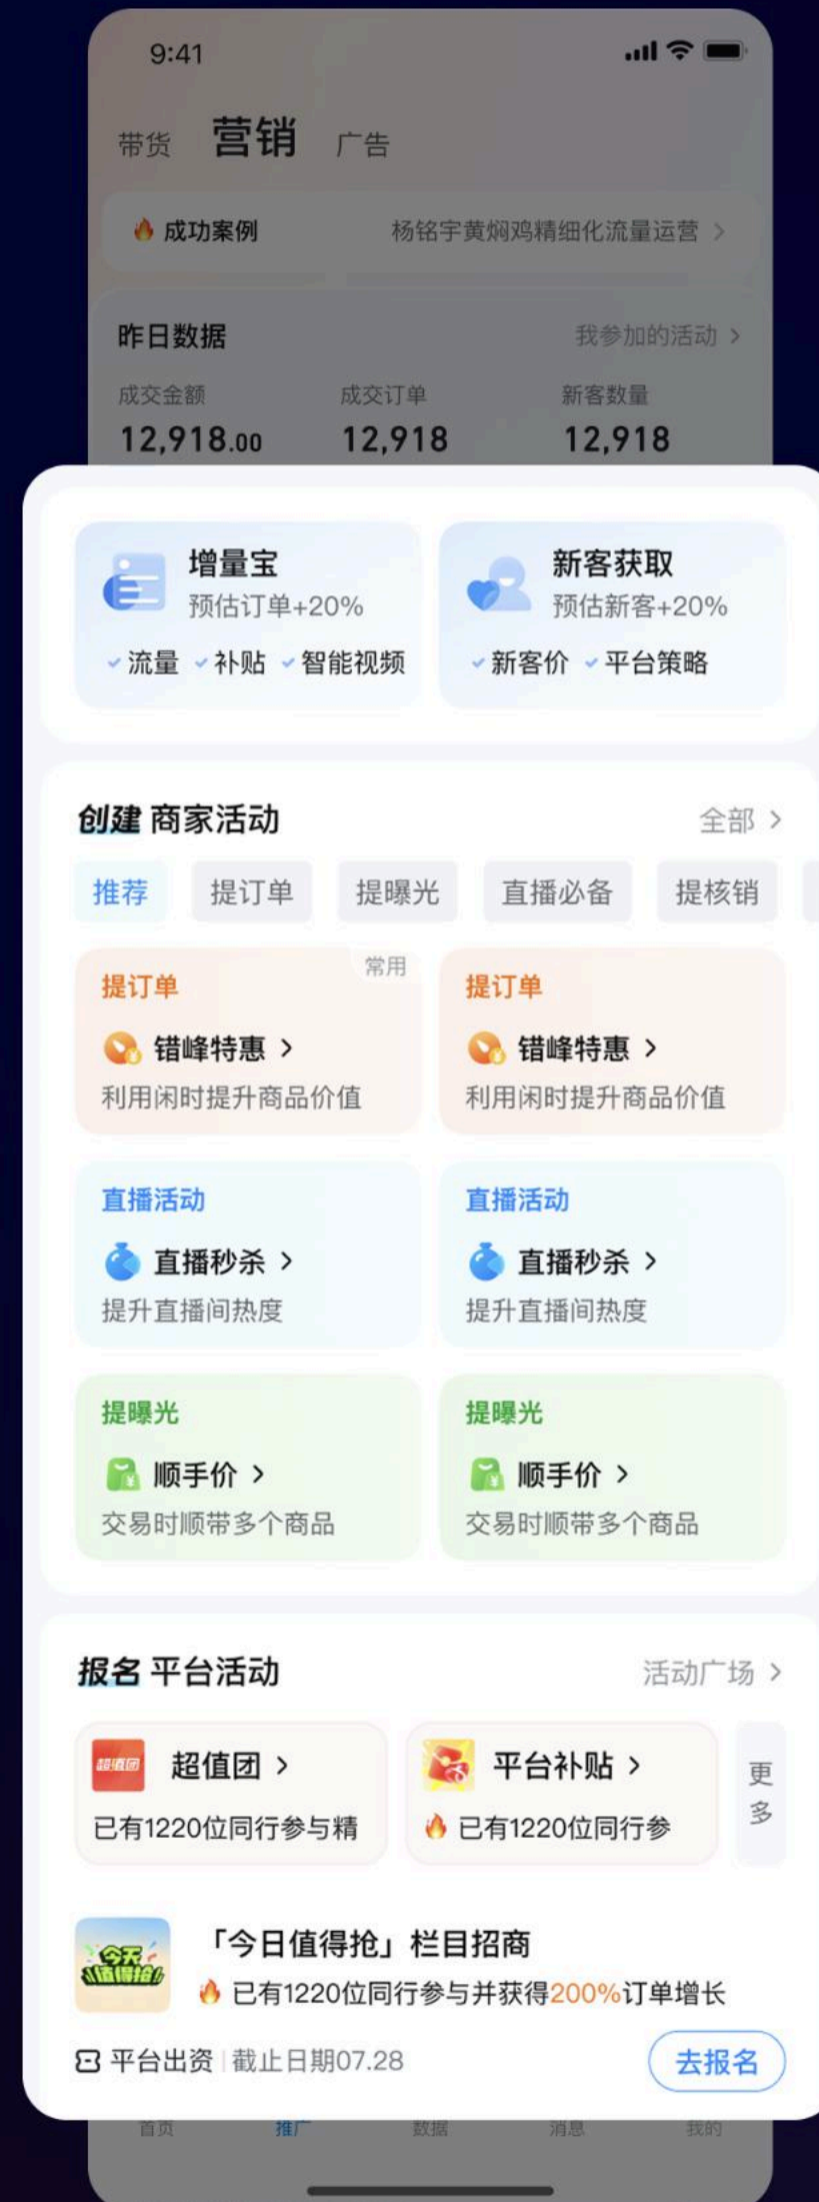 9:41
带货 营销 广告
成功案例 杨铭宇黄焖鸡精细化流量运营 >
昨日数据 我参加的活动 >
成交金额 成交订单 新客数量
12,918.00 12,918 12,918
增量宝 新客获取
预估订单+20% 预估新客+20%
流量 补贴 智能视频 新客价 平台策略
创建 商家活动 全部 >
推荐 提订单 提曝光 直播必备 提核销
提订单 常用 提订单
错峰特惠 > 错峰特惠 >
利用闲时提升商品价值 利用闲时提升商品价值
直播活动 直播活动
直播秒杀 > 直播秒杀 >
提升直播间热度 提升直播间热度
提曝光 提曝光
顺手价 > 顺手价 >
交易时顺带多个商品 交易时顺带多个商品
报名 平台活动 活动广场 >
超值团 超值团 > 平台补贴 > 更多
已有1220位同行参与精 已有1220位同行参
今天值得抢 「今日值得抢」栏目招商
已有1220位同行参与并获得200%订单增长
平台出资 截止日期07.28 去报名
首页 推广 数据 消息 我的